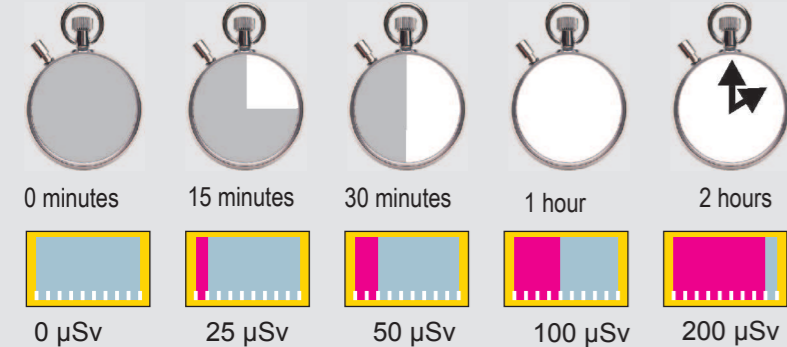 0 minutes
15 minutes
30 minutes
1 hour
2 hours
0 µSv
25 µSv
50 µSv
100 µSv
200 µSv